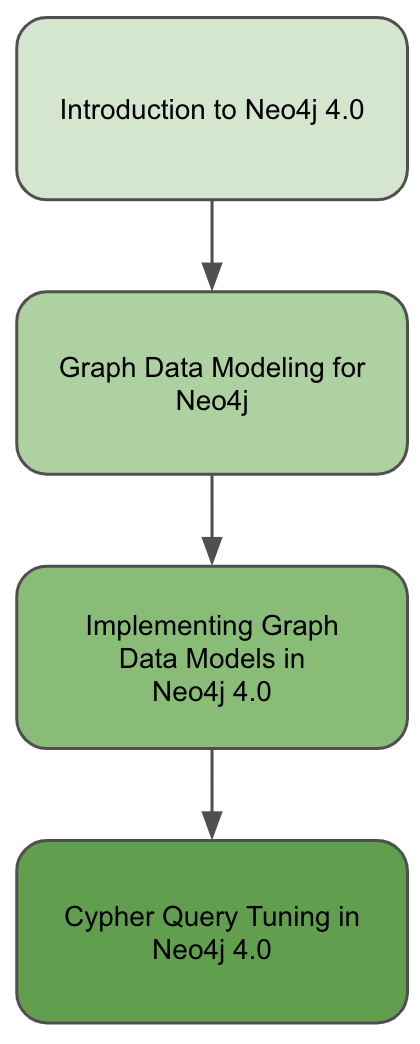 Introduction to Neo4j 4.0
Graph Data Modeling for
Neo4j
Implementing Graph
Data Models in
Neo4j 4.0
Cypher Query Tuning in
Neo4j 4.0